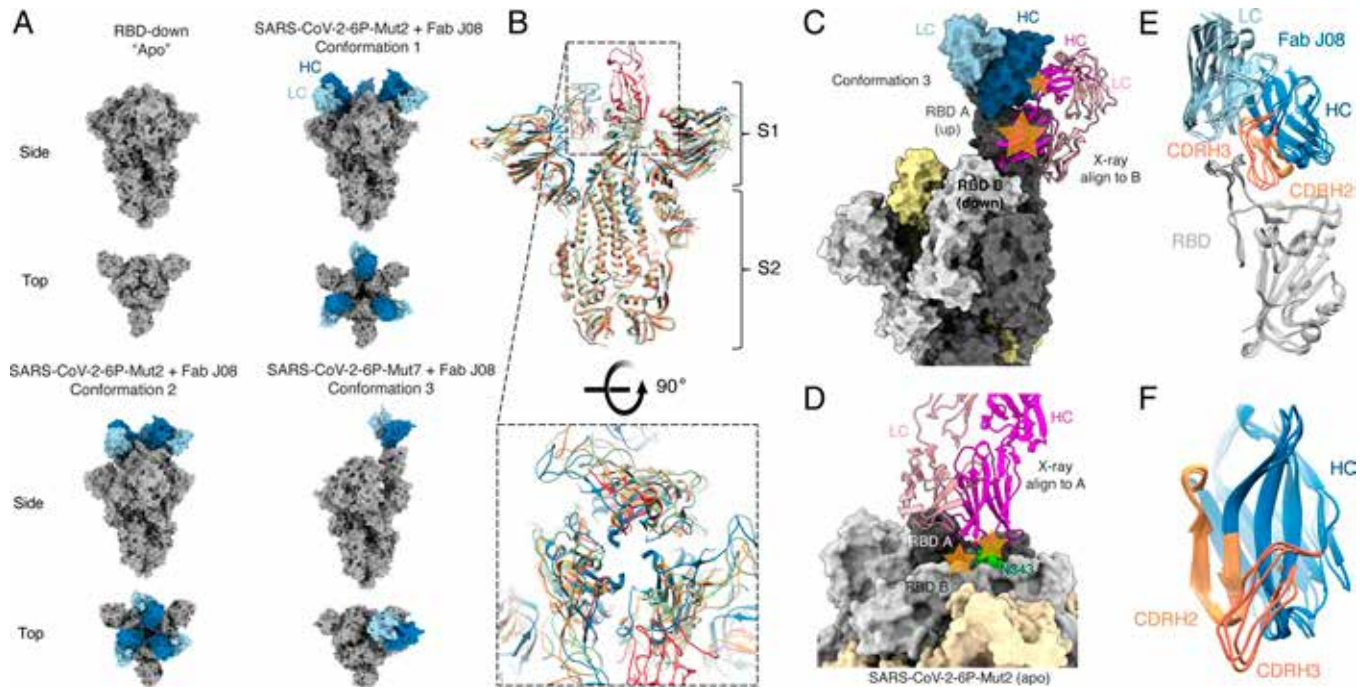 A
RBD-down
"Apo"
SARS-CoV-2-6P-Mut2 + Fab J08
Conformation 1
HC
LC
Side
Top
SARS-CoV-2-6P-Mut2 + Fab J08
Conformation 2
SARS-CoV-2-6P-Mut7 + Fab J08
Conformation 3
Side
Top
B
S1
S2
90°
C
LC
HC
HC
LC
Conformation 3
RBD A
(up)
X-ray
align to B
RBD B
(down)
D
LC
HC
X-ray
align to A
RBD A
N343
RBD B
SARS-CoV-2-6P-Mut2 (apo)
E
LC
Fab J08
HC
CDRH3
CDRH2
RBD
F
HC
CDRH2
CDRH3